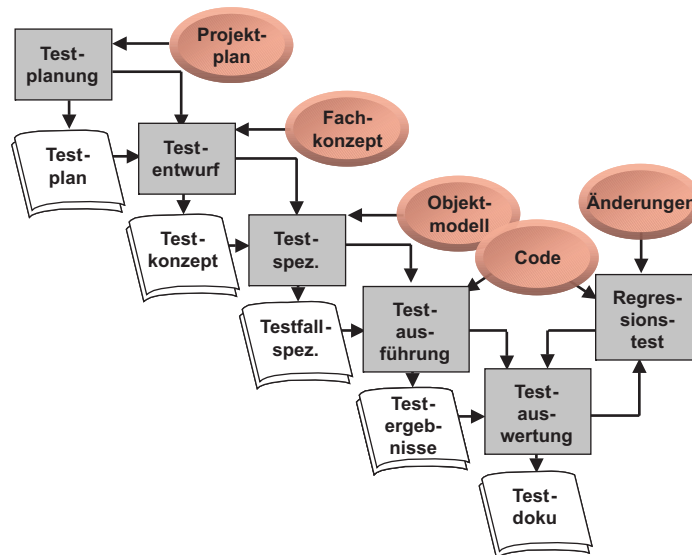 Projekt-
plan
Test-
planung
Fach-
konzept
Test-
plan
Test-
entwurf
Objekt-
modell
Änderungen
Test-
konzept
Test-
spez.
Code
Testfall-
spez.
Test-
aus-
führung
Regres-
sions-
test
Test-
ergeb-
nisse
Test-
aus-
wertung
Test-
doku